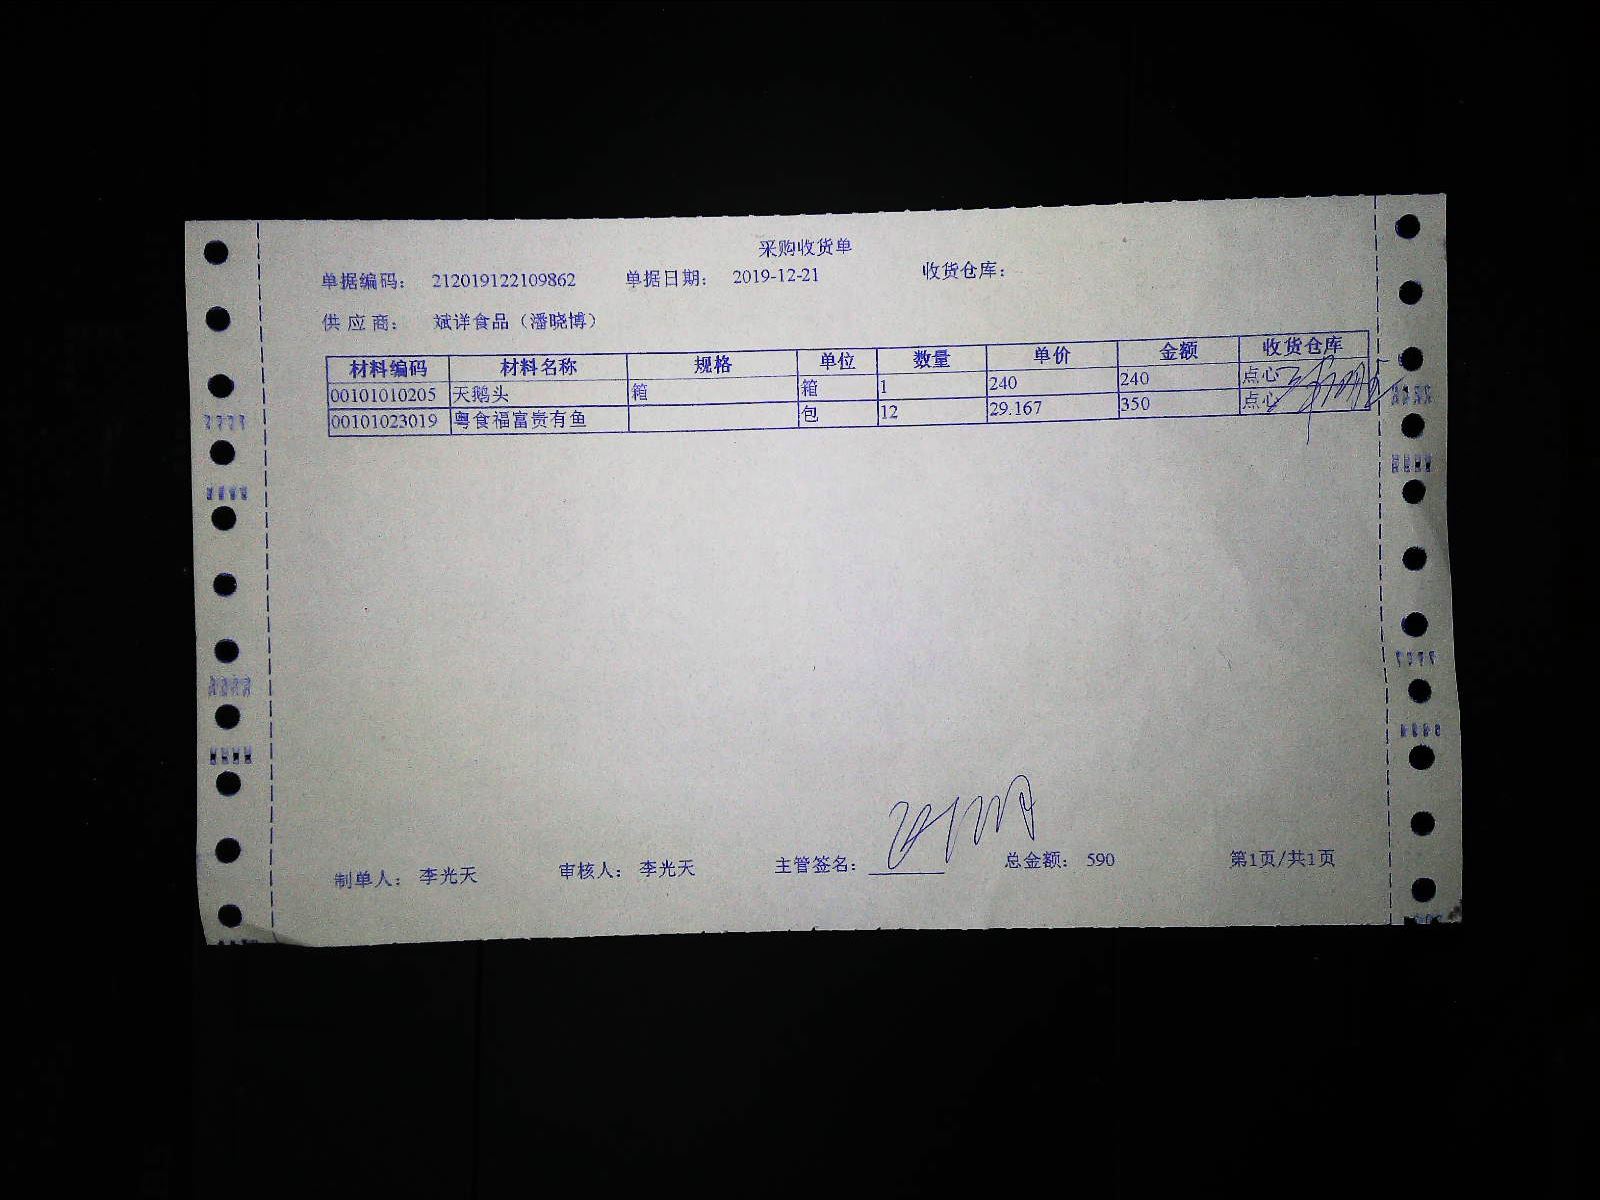 采购收货单
单据编码： 212019122109862 单据日期： 2019-12-21 收货仓库：
供 应 商： 斌详食品（潘晓博）
材料编码 材料名称 规格 单位 数量 单价 金额 收货仓库
00101010205 天鹅头 箱 箱 1 240 240 点心
00101023019 粤食福富贵有鱼 包 12 29.167 350 点心
制单人： 李光天 审核人： 李光天 主管签名： 总金额： 590 第1页/共1页